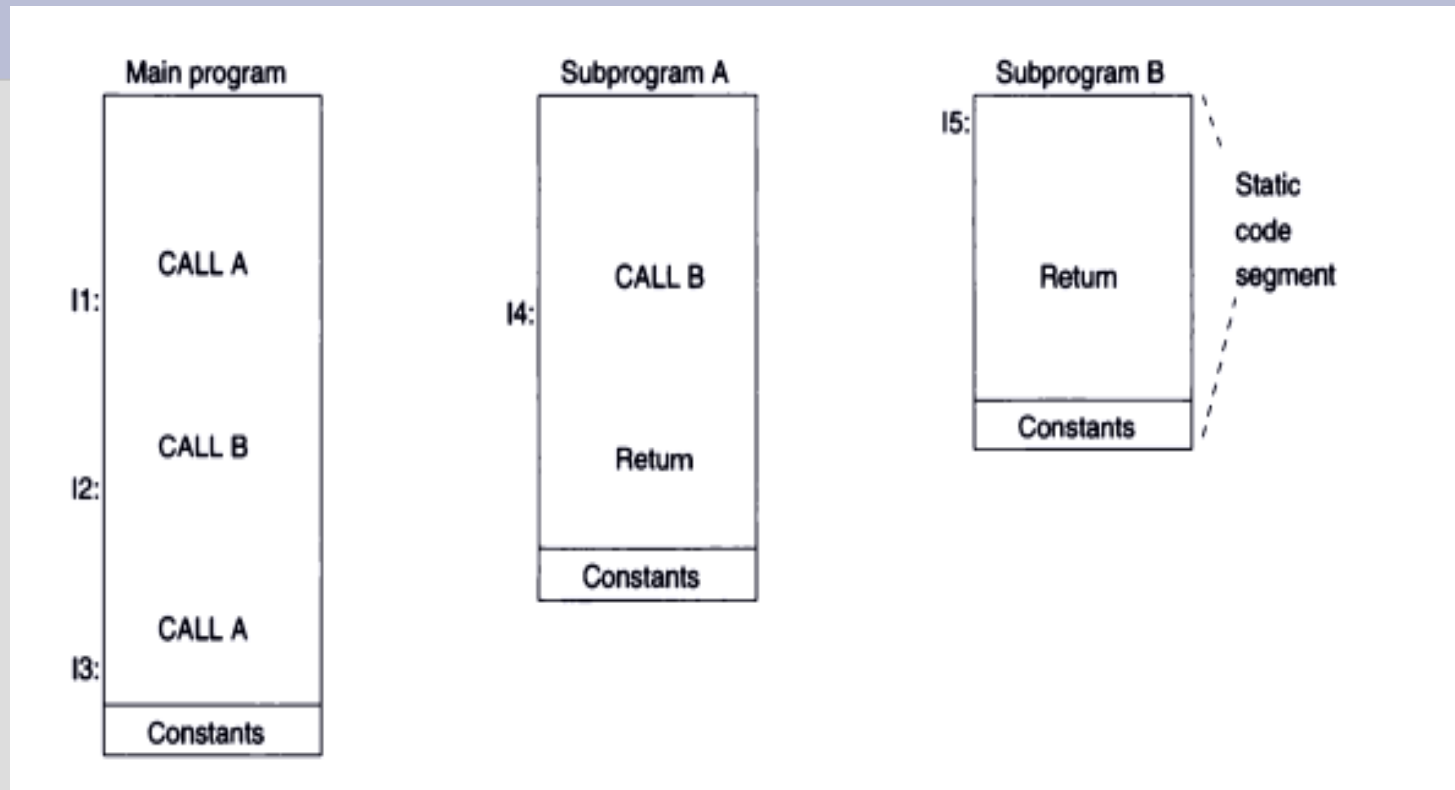 Main program
CALL A
I1:
CALL B
I2:
CALL A
I3:
Constants
Subprogram A
CALL B
I4:
Return
Constants
Subprogram B
I5:
Return
Constants
Static
code
segment